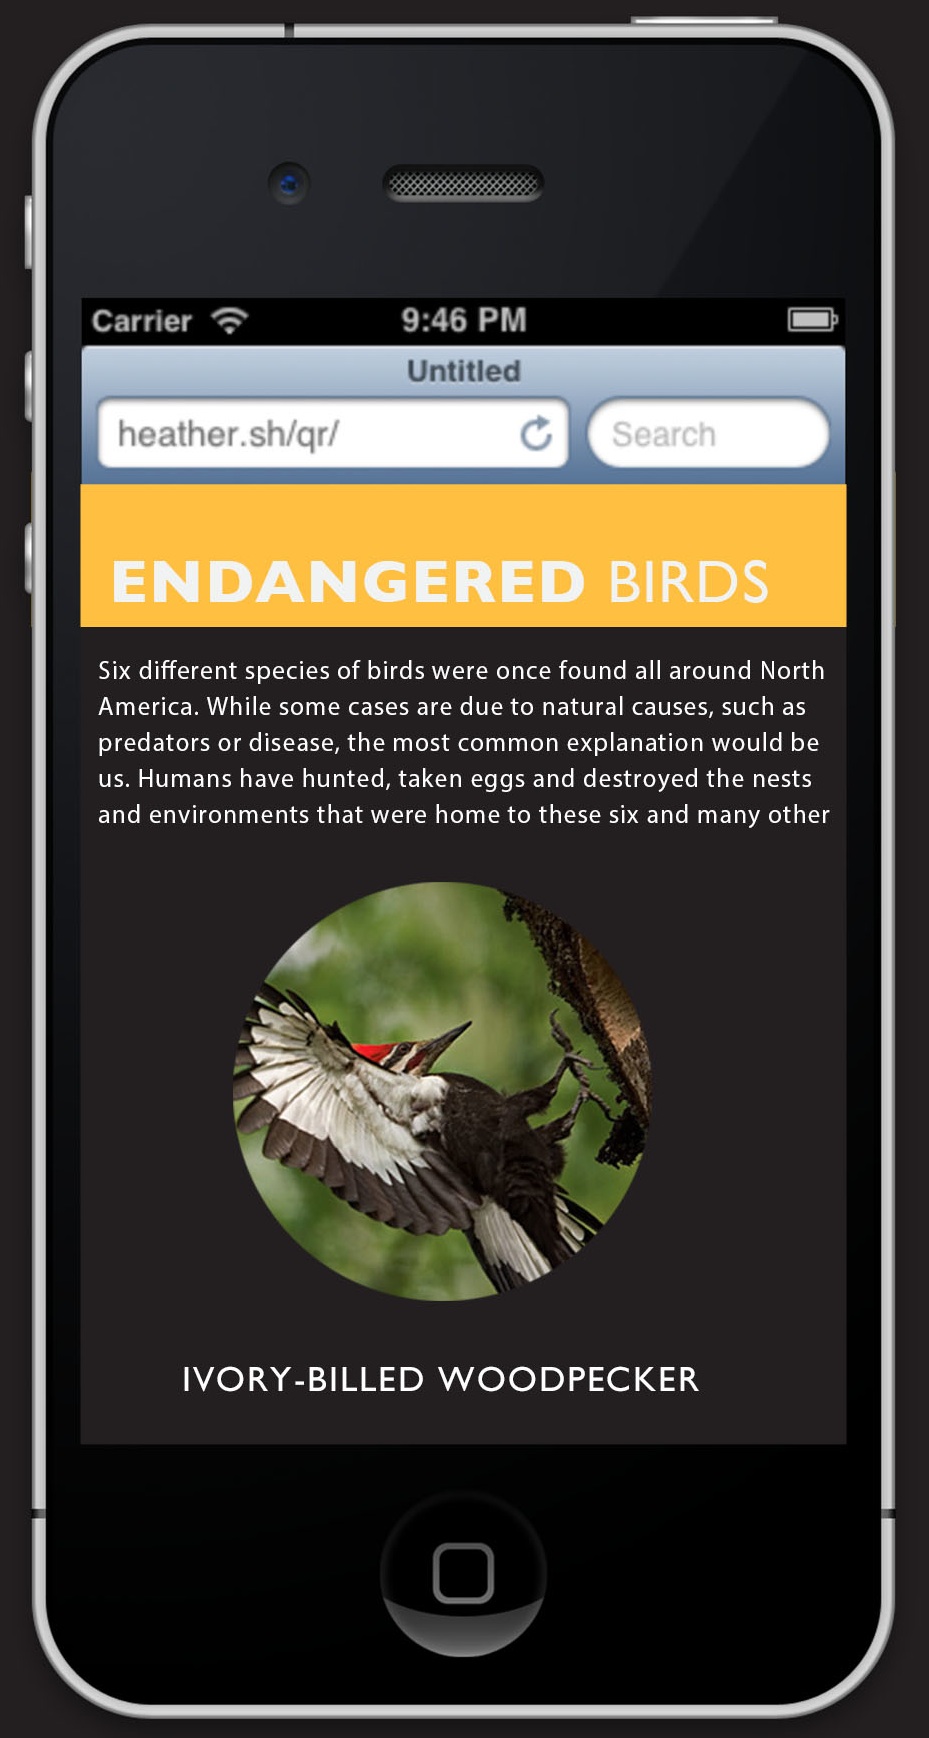 Carrier 9:46 PM
Untitled
heather.sh/qr/ Search
ENDANGERED BIRDS
Six different species of birds were once found all around North
America. While some cases are due to natural causes, such as
predators or disease, the most common explanation would be
us. Humans have hunted, taken eggs and destroyed the nests
and environments that were home to these six and many other
IVORY-BILLED WOODPECKER